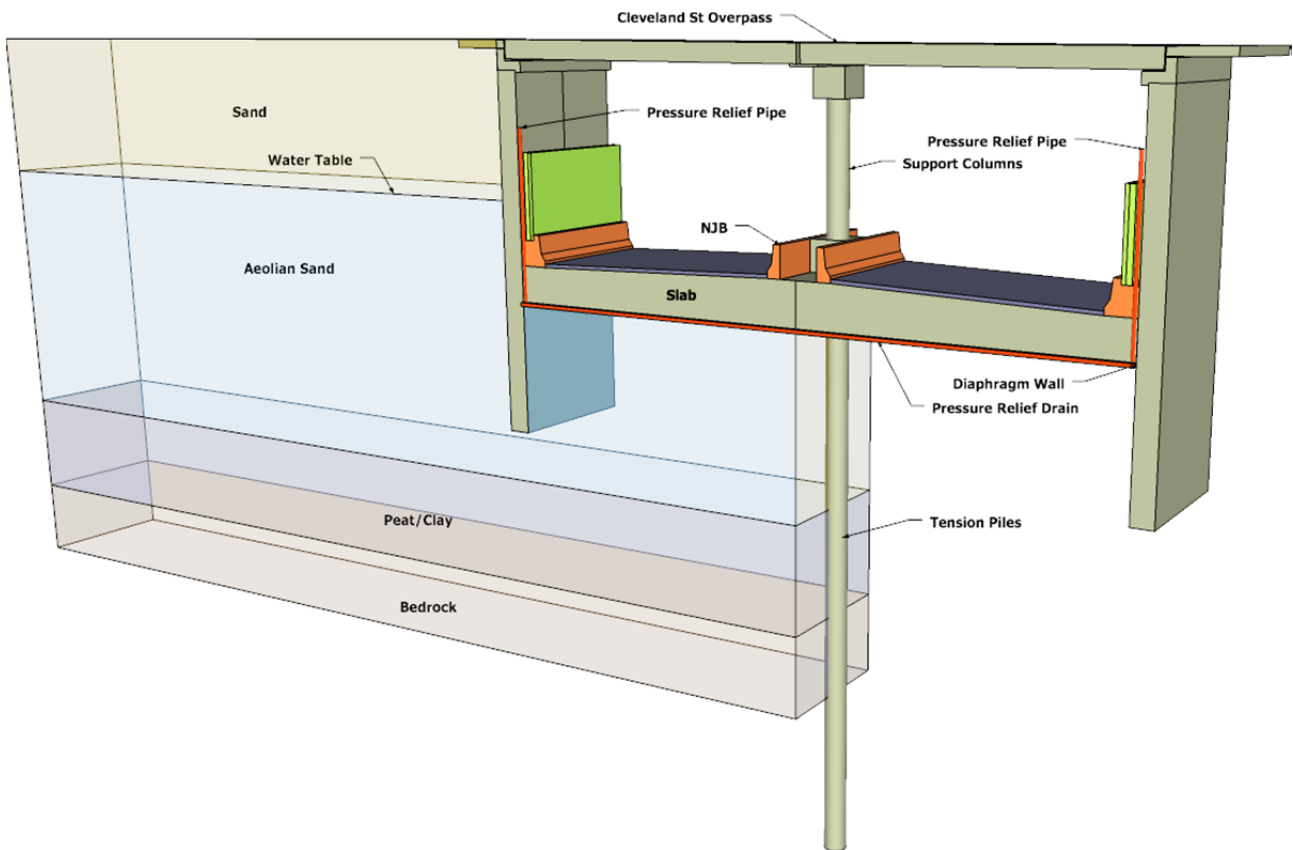 Cleveland St Overpass
Sand
Pressure Relief Pipe
Pressure Relief Pipe
Water Table
Support Columns
NJB
Aeolian Sand
Slab
Diaphragm Wall
Pressure Relief Drain
Peat/Clay
Tension Piles
Bedrock